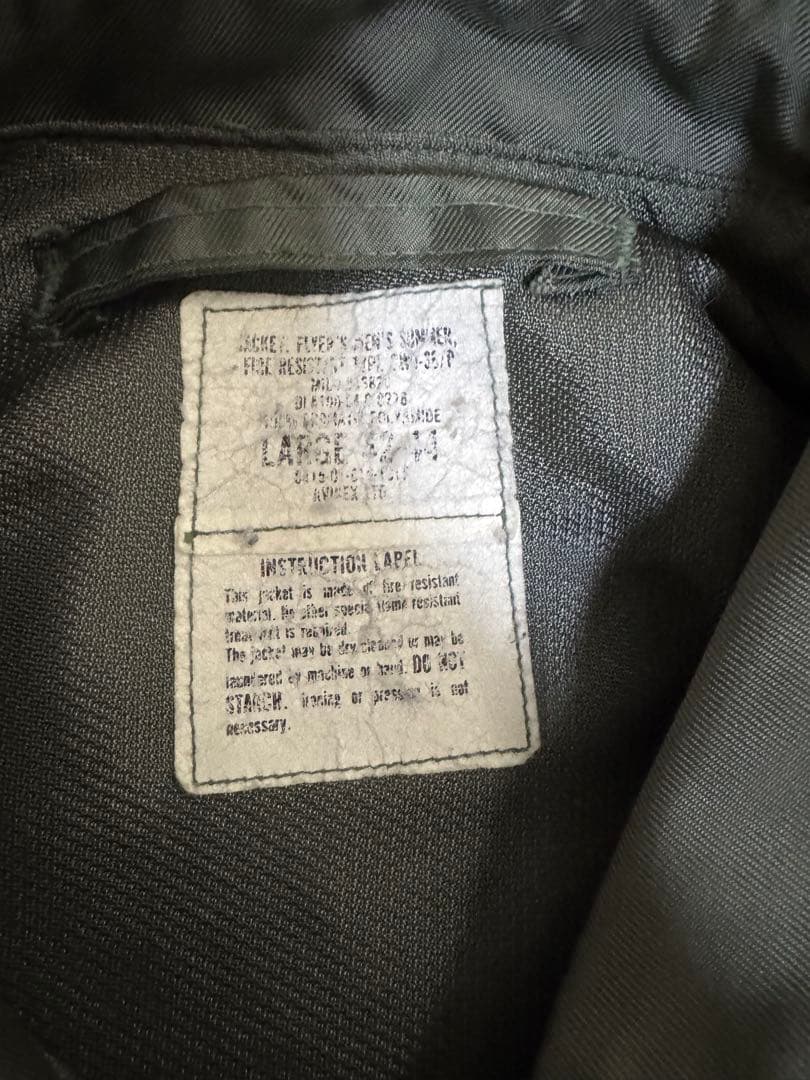 JACKET, FLYER'S MEN'S SUMMER,
FIRE RESISTANT TYPE
POLYAMIDE
LARGE 42-44
AVIREX LTD.
INSTRUCTION LABEL
This jacket is made of fire resistant
material. No other special flame resistant
treatment is required.
The jacket may be dry cleaned or may be
laundered by machine or hand. DO NOT
STARCH. Ironing or pressing is not
necessary.